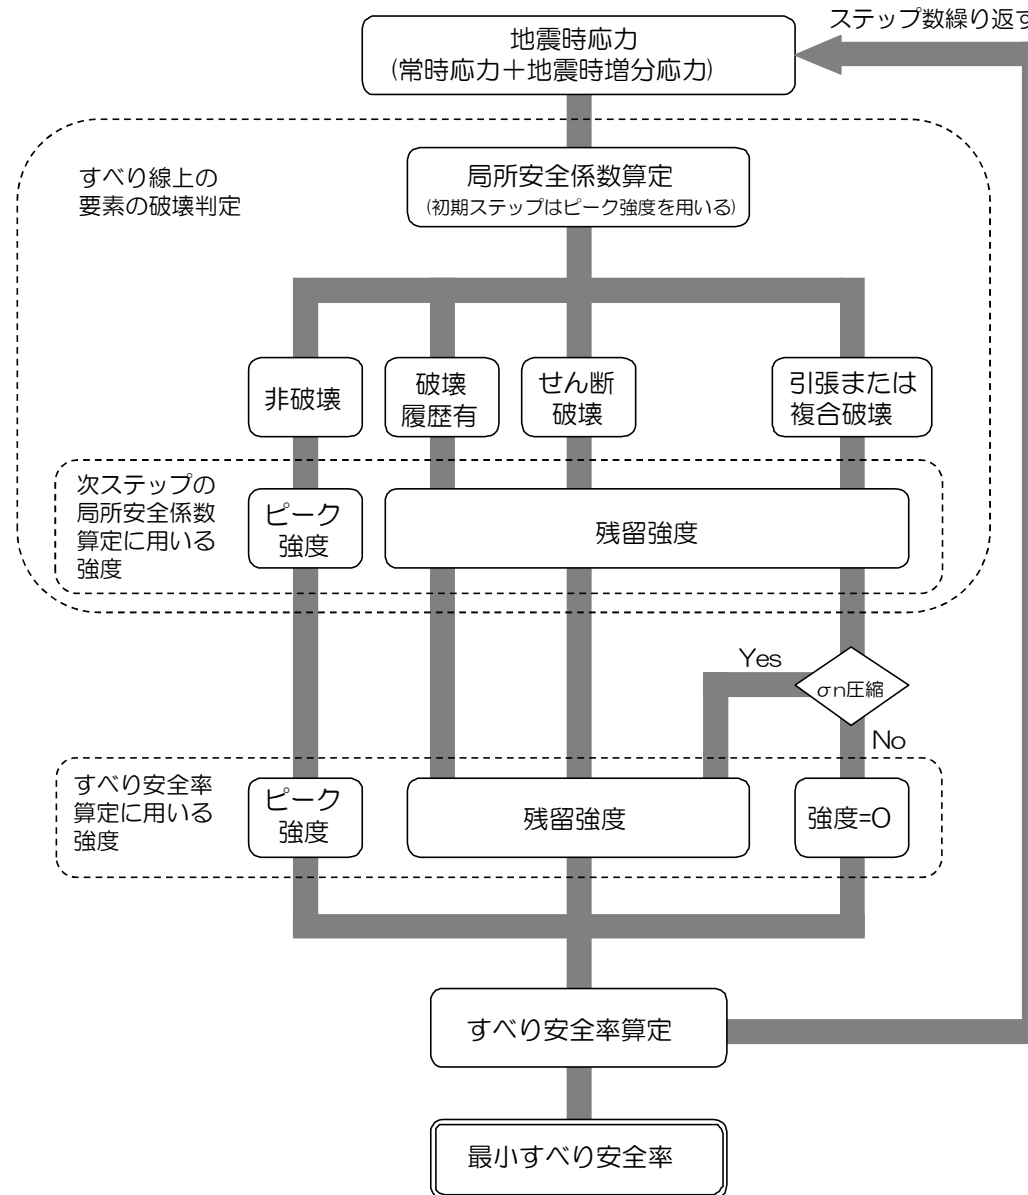 ステップ数繰り返す
地震時応力
(常時応力＋地震時増分応力)
すべり線上の
要素の破壊判定
局所安全係数算定
(初期ステップはピーク強度を用いる)
非破壊
破壊
履歴有
せん断
破壊
引張または
複合破壊
次ステップの
局所安全係数
算定に用いる
強度
ピーク
強度
残留強度
Yes
σn圧縮
No
すべり安全率
算定に用いる
強度
ピーク
強度
残留強度
強度=0
すべり安全率算定
最小すべり安全率